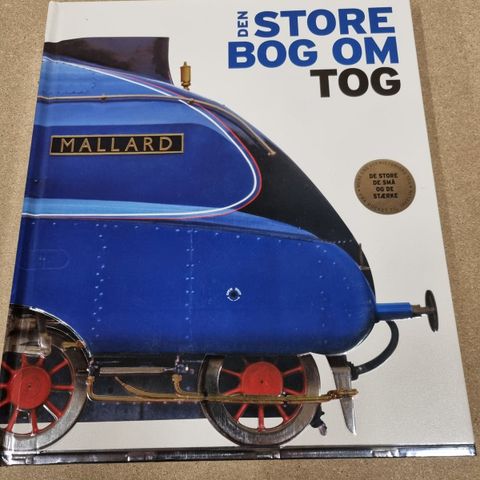 DEN
STORE
BOG OM
TOG
MALLARD
DE STORE
DE SMÅ
OG DE
STÆRKE